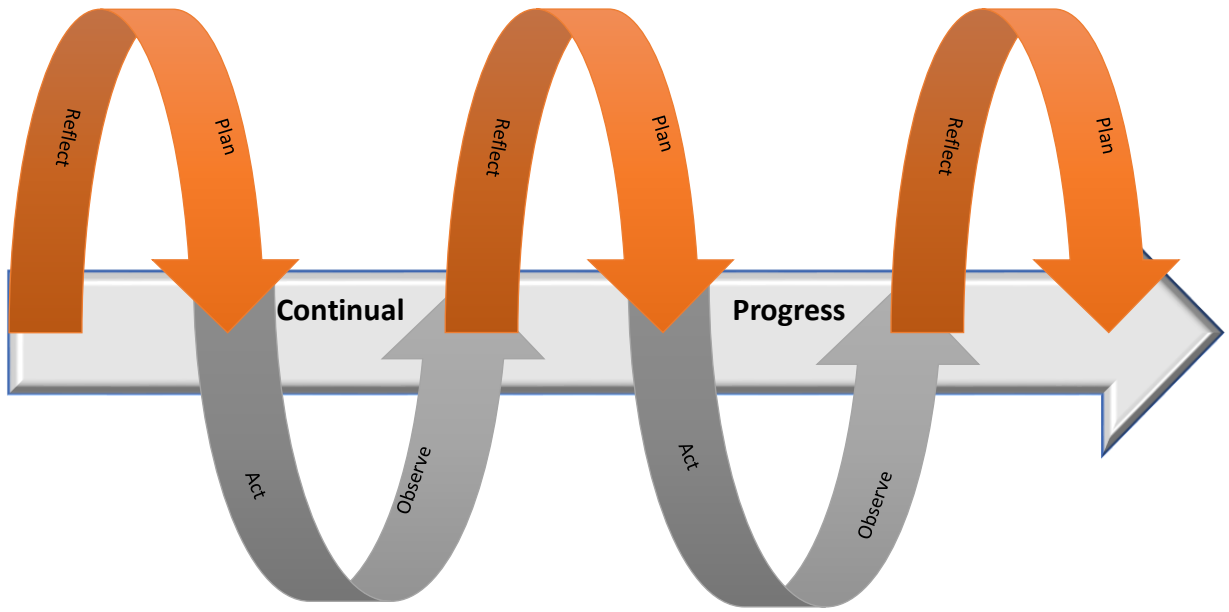 Reflect
Plan
Act
Observe
Reflect
Plan
Act
Observe
Reflect
Plan
Continual
Progress